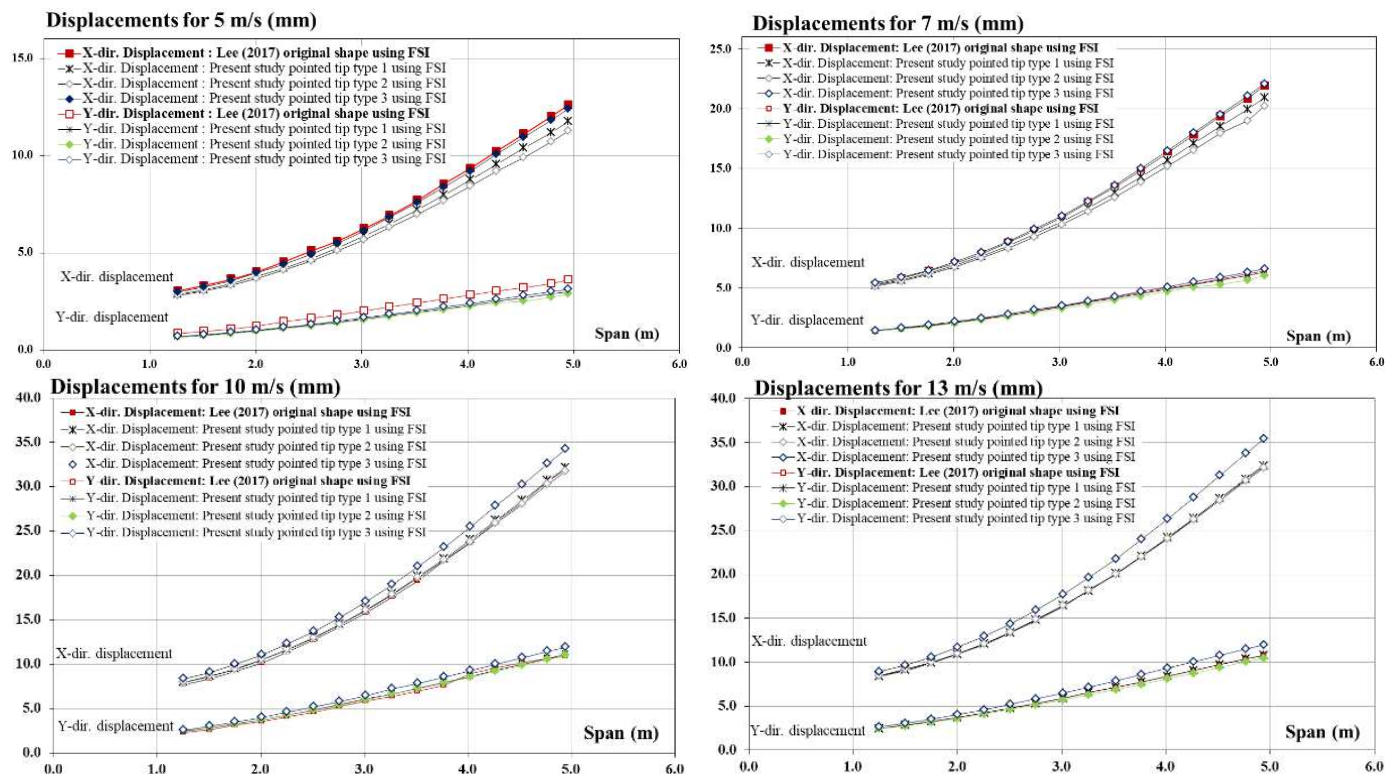 Displacements for 5 m/s (mm)
15.0
X-dir. Displacement : Lee (2017) original shape using FSI
X-dir. Displacement : Present study pointed tip type 1 using FSI
X-dir. Displacement : Present study pointed tip type 2 using FSI
X-dir. Displacement : Present study pointed tip type 3 using FSI
Y-dir. Displacement : Lee (2017) original shape using FSI
Y-dir. Displacement : Present study pointed tip type 1 using FSI
Y-dir. Displacement : Present study pointed tip type 2 using FSI
Y-dir. Displacement : Present study pointed tip type 3 using FSI
10.0
5.0
X-dir. displacement
Y-dir. displacement
Span (m)
0.0
0.0 1.0 2.0 3.0 4.0 5.0 6.0
Displacements for 7 m/s (mm)
25.0
X-dir. Displacement: Lee (2017) original shape using FSI
X-dir. Displacement: Present study pointed tip type 1 using FSI
X-dir. Displacement: Present study pointed tip type 2 using FSI
X-dir. Displacement: Present study pointed tip type 3 using FSI
Y-dir. Displacement: Lee (2017) original shape using FSI
Y-dir. Displacement: Present study pointed tip type 1 using FSI
Y-dir. Displacement: Present study pointed tip type 2 using FSI
Y-dir. Displacement: Present study pointed tip type 3 using FSI
20.0
15.0
10.0
X-dir. displacement
5.0
Y-dir. displacement
Span (m)
0.0
0.0 1.0 2.0 3.0 4.0 5.0 6.0
Displacements for 10 m/s (mm)
40.0
X-dir. Displacement: Lee (2017) original shape using FSI
X-dir. Displacement: Present study pointed tip type 1 using FSI
X-dir. Displacement: Present study pointed tip type 2 using FSI
X-dir. Displacement: Present study pointed tip type 3 using FSI
Y-dir. Displacement: Lee (2017) original shape using FSI
Y-dir. Displacement: Present study pointed tip type 1 using FSI
Y-dir. Displacement: Present study pointed tip type 2 using FSI
Y-dir. Displacement: Present study pointed tip type 3 using FSI
35.0
30.0
25.0
20.0
15.0
X-dir. displacement
10.0
5.0
Y-dir. displacement
Span (m)
0.0
0.0 1.0 2.0 3.0 4.0 5.0 6.0
Displacements for 13 m/s (mm)
40.0
X-dir. Displacement: Lee (2017) original shape using FSI
X-dir. Displacement: Present study pointed tip type 1 using FSI
X-dir. Displacement: Present study pointed tip type 2 using FSI
X-dir. Displacement: Present study pointed tip type 3 using FSI
Y-dir. Displacement: Lee (2017) original shape using FSI
Y-dir. Displacement: Present study pointed tip type 1 using FSI
Y-dir. Displacement: Present study pointed tip type 2 using FSI
Y-dir. Displacement: Present study pointed tip type 3 using FSI
35.0
30.0
25.0
20.0
15.0
X-dir. displacement
10.0
5.0
Y-dir. displacement
Span (m)
0.0
0.0 1.0 2.0 3.0 4.0 5.0 6.0